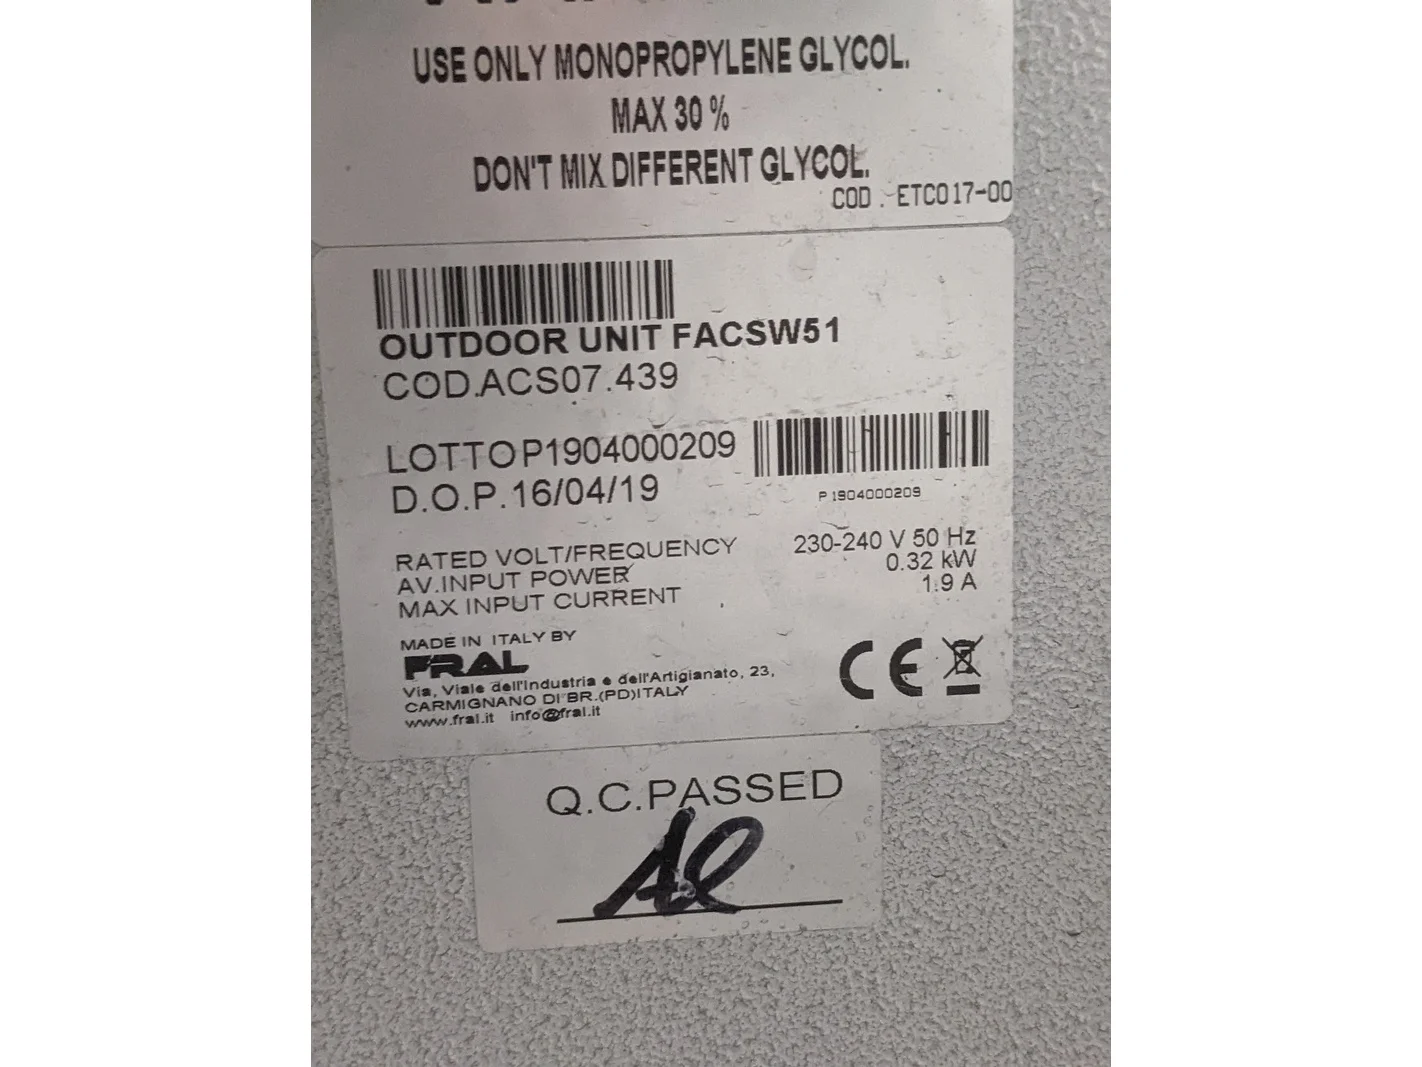 USE ONLY MONOPROPYLENE GLYCOL.
MAX 30 %
DON'T MIX DIFFERENT GLYCOL.
COD. ETC017-00
OUTDOOR UNIT FACSW51
COD.ACS07.439
LOTTO P1904000209
P1904000209
D.O.P. 16/04/19
RATED VOLT/FREQUENCY 230-240 V 50 Hz
AV.INPUT POWER 0.32 kW
MAX INPUT CURRENT 1.9 A
MADE IN ITALY BY
FRAL
Via, Viale dell'Industria e dell'Artigianato, 23,
CARMIGNANO DI BR.(PD)ITALY
www.fral.it info@fral.it
CE
Q.C.PASSED